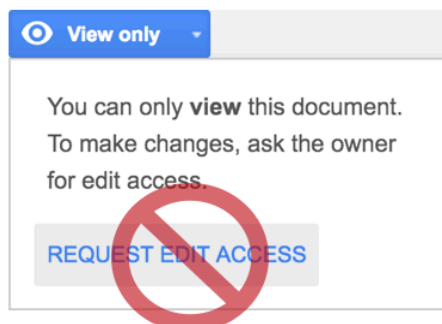 View only
You can only view this document.
To make changes, ask the owner
for edit access.
REQUEST EDIT ACCESS